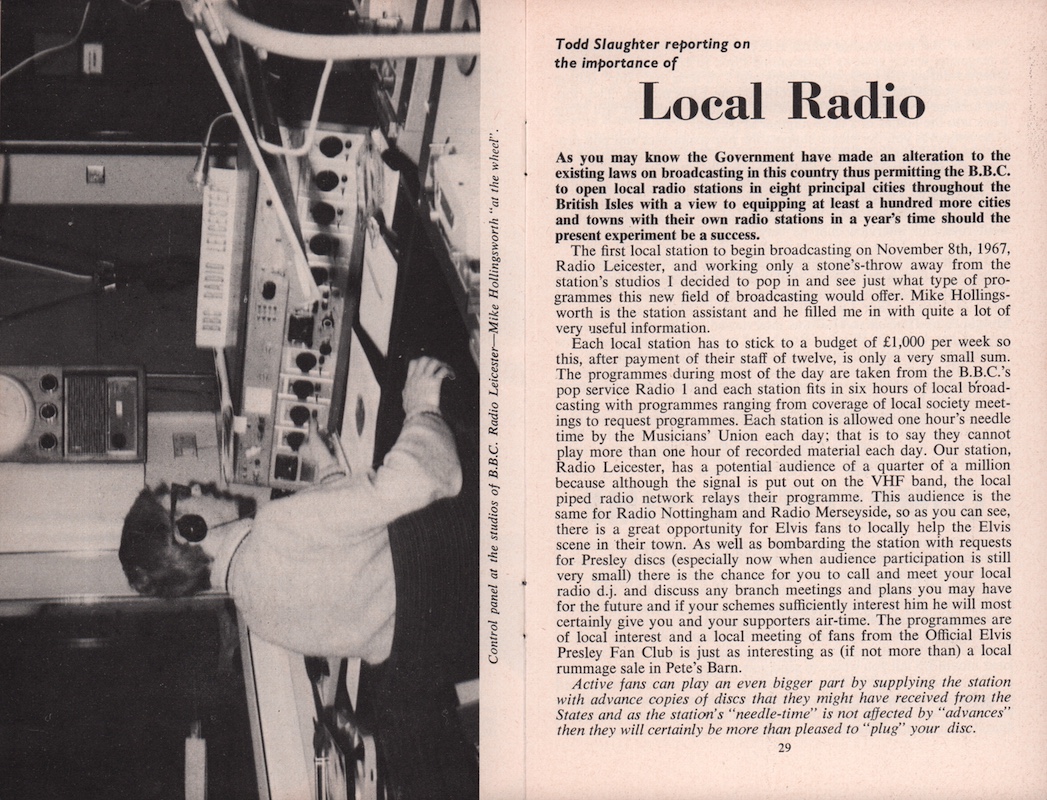 BBC RADIO LEICESTER
Control panel at the studios of B.B.C. Radio Leicester—Mike Hollingsworth "at the wheel".
Todd Slaughter reporting on
the importance of
Local Radio
As you may know the Government have made an alteration to the
existing laws on broadcasting in this country thus permitting the B.B.C.
to open local radio stations in eight principal cities throughout the
British Isles with a view to equipping at least a hundred more cities
and towns with their own radio stations in a year's time should the
present experiment be a success.
The first local station to begin broadcasting on November 8th, 1967,
Radio Leicester, and working only a stone's-throw away from the
station's studios I decided to pop in and see just what type of pro-
grammes this new field of broadcasting would offer. Mike Hollings-
worth is the station assistant and he filled me in with quite a lot of
very useful information.
Each local station has to stick to a budget of £1,000 per week so
this, after payment of their staff of twelve, is only a very small sum.
The programmes during most of the day are taken from the B.B.C.'s
pop service Radio 1 and each station fits in six hours of local broad-
casting with programmes ranging from coverage of local society meet-
ings to request programmes. Each station is allowed one hour's needle
time by the Musicians' Union each day; that is to say they cannot
play more than one hour of recorded material each day. Our station,
Radio Leicester, has a potential audience of a quarter of a million
because although the signal is put out on the VHF band, the local
piped radio network relays their programme. This audience is the
same for Radio Nottingham and Radio Merseyside, so as you can see,
there is a great opportunity for Elvis fans to locally help the Elvis
scene in their town. As well as bombarding the station with requests
for Presley discs (especially now when audience participation is still
very small) there is the chance for you to call and meet your local
radio d.j. and discuss any branch meetings and plans you may have
for the future and if your schemes sufficiently interest him he will most
certainly give you and your supporters air-time. The programmes are
of local interest and a local meeting of fans from the Official Elvis
Presley Fan Club is just as interesting as (if not more than) a local
rummage sale in Pete's Barn.
Active fans can play an even bigger part by supplying the station
with advance copies of discs that they might have received from the
States and as the station's "needle-time" is not affected by "advances"
then they will certainly be more than pleased to "plug" your disc.
29